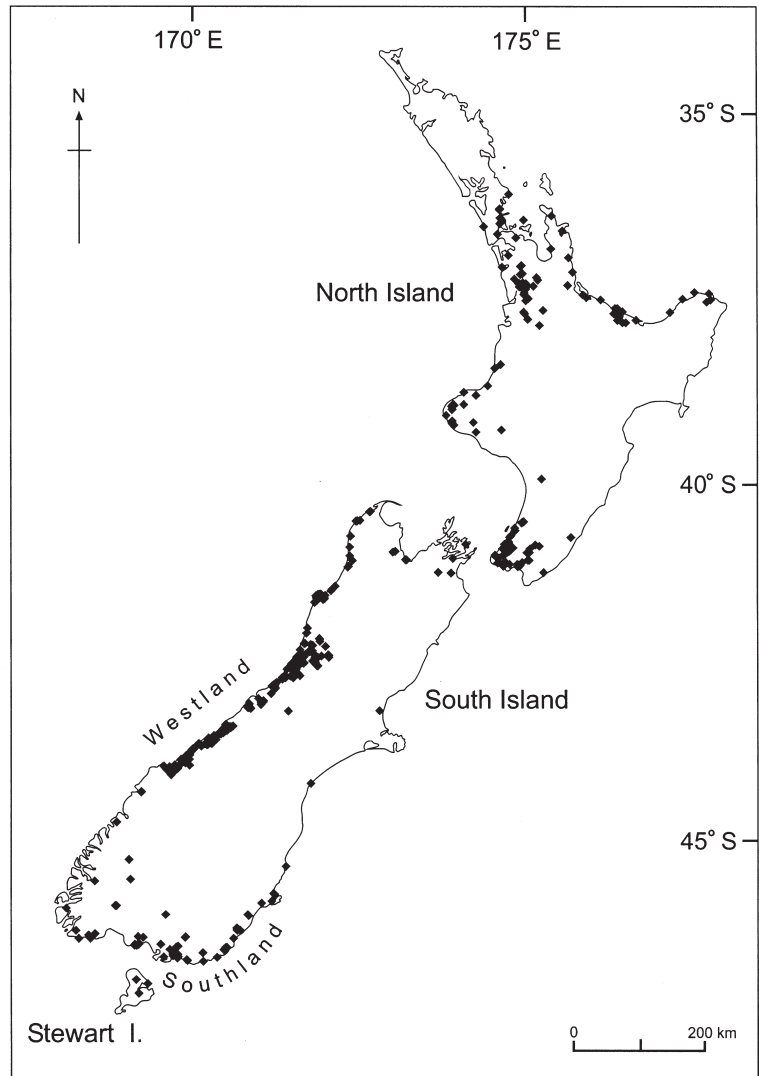 170° E
175° E
N
35° S
North Island
40° S
Westland
South Island
45° S
Southland
Stewart I.
0
200 km